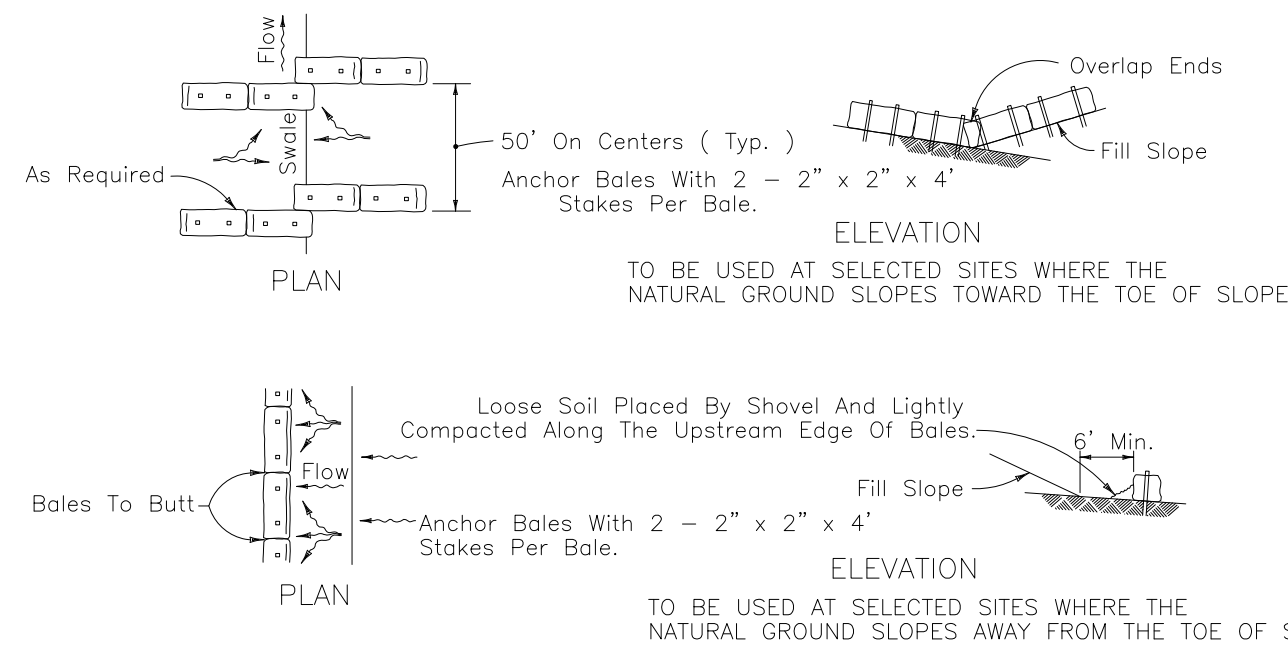 Flow
Swale
As Required
50' On Centers ( Typ. )
Anchor Bales With 2 – 2” x 2” x 4’
Stakes Per Bale.
PLAN
Overlap Ends
Fill Slope
ELEVATION
TO BE USED AT SELECTED SITES WHERE THE
NATURAL GROUND SLOPES TOWARD THE TOE OF SLOPE
Loose Soil Placed By Shovel And Lightly
Compacted Along The Upstream Edge Of Bales.
6’ Min.
Flow
Fill Slope
Bales To Butt
Anchor Bales With 2 – 2” x 2” x 4’
Stakes Per Bale.
PLAN
ELEVATION
TO BE USED AT SELECTED SITES WHERE THE
NATURAL GROUND SLOPES AWAY FROM THE TOE OF